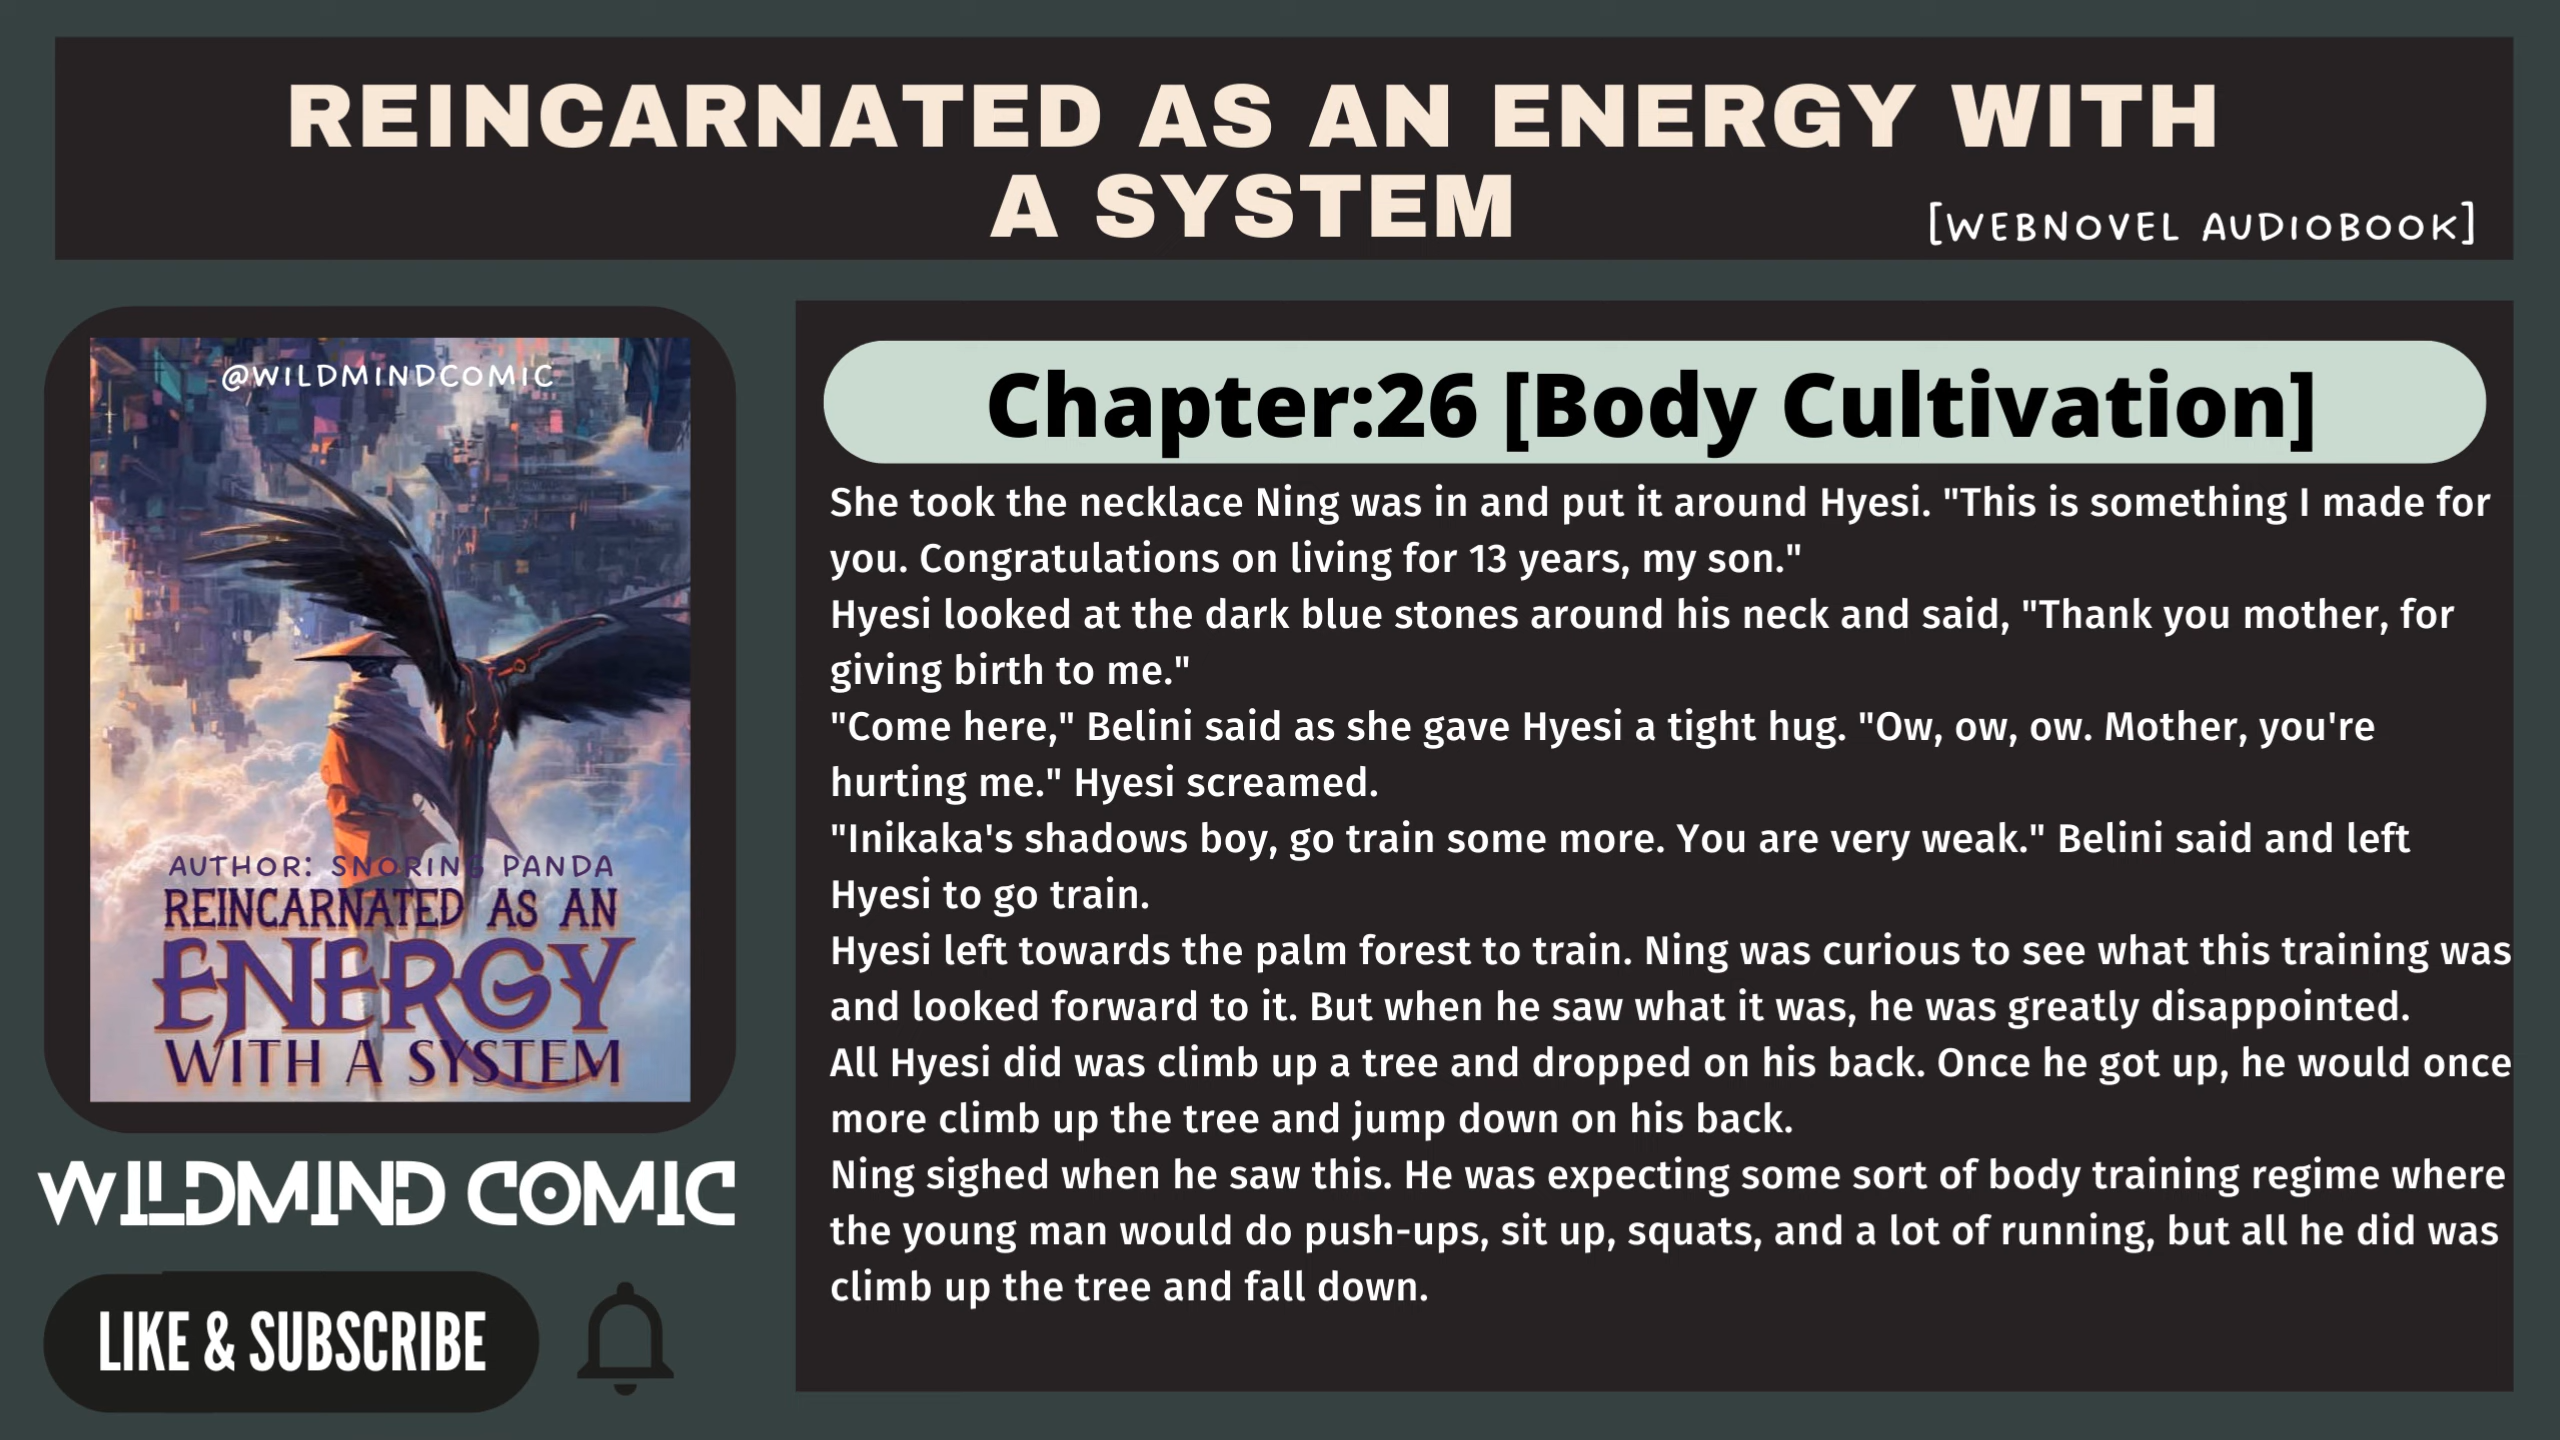 REINCARNATED AS AN ENERGY WITH
A SYSTEM
[WEBNOVEL AUDIOBOOK]
@WILDMINDCOMIC
AUTHOR: SNORING PANDA
REINCARNATED AS AN
ENERGY
WITH A SYSTEM
WILDMIND COMIC
LIKE & SUBSCRIBE
Chapter:26 [Body Cultivation]
She took the necklace Ning was in and put it around Hyesi. "This is something I made for
you. Congratulations on living for 13 years, my son."
Hyesi looked at the dark blue stones around his neck and said, "Thank you mother, for
giving birth to me."
"Come here," Belini said as she gave Hyesi a tight hug. "Ow, ow, ow. Mother, you're
hurting me." Hyesi screamed.
"Inikaka's shadows boy, go train some more. You are very weak." Belini said and left
Hyesi to go train.
Hyesi left towards the palm forest to train. Ning was curious to see what this training was
and looked forward to it. But when he saw what it was, he was greatly disappointed.
All Hyesi did was climb up a tree and dropped on his back. Once he got up, he would once
more climb up the tree and jump down on his back.
Ning sighed when he saw this. He was expecting some sort of body training regime where
the young man would do push-ups, sit up, squats, and a lot of running, but all he did was
climb up the tree and fall down.